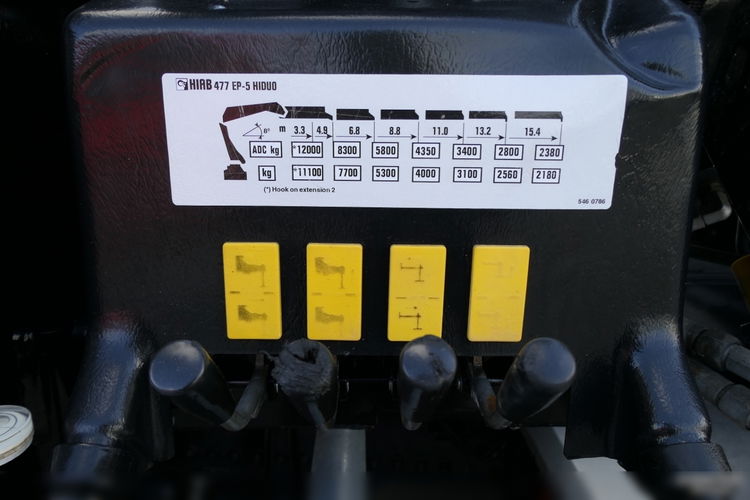 HIAB 477 EP-5 HIDUO
θ° m 3.3 4.9 6.8 8.8 11.0 13.2 15.4
ADC kg *12000 8300 5800 4350 3400 2800 2380
kg *11100 7700 5300 4000 3100 2560 2180
(*) Hook on extension 2
546 0786